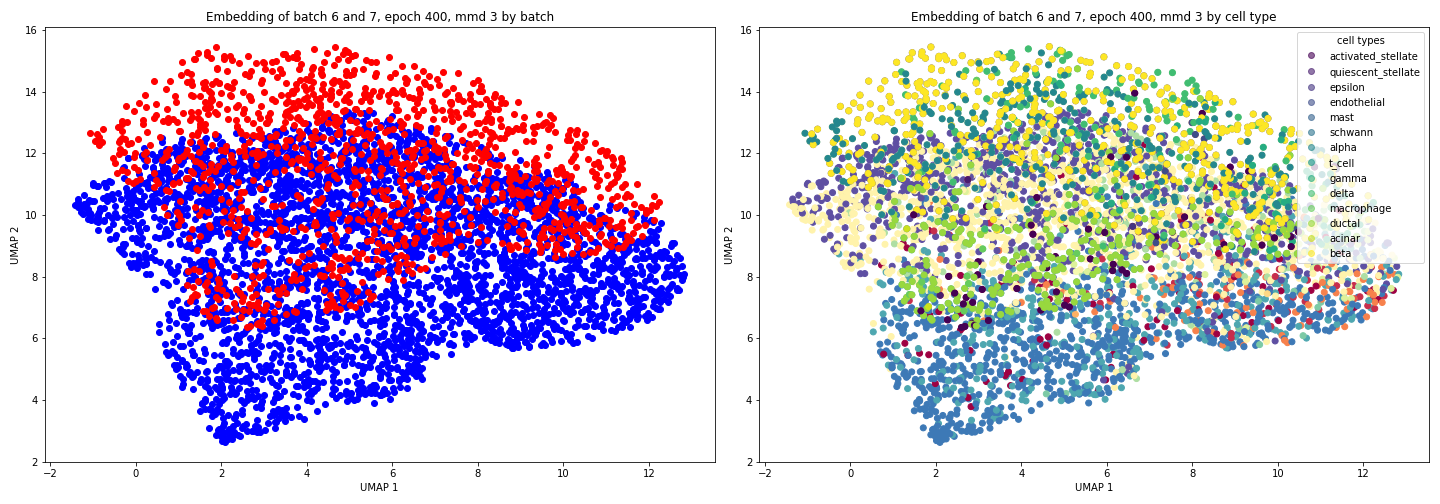 Embedding of batch 6 and 7, epoch 400, mmd 3 by batch
16
14
12
10
8
6
4
2
UMAP 2
−2
0
2
4
6
8
10
12
UMAP 1
Embedding of batch 6 and 7, epoch 400, mmd 3 by cell type
16
14
12
10
8
6
4
2
UMAP 2
−2
0
2
4
6
8
10
12
UMAP 1
cell types
activated_stellate
quiescent_stellate
epsilon
endothelial
mast
schwann
alpha
t_cell
gamma
delta
macrophage
ductal
acinar
beta